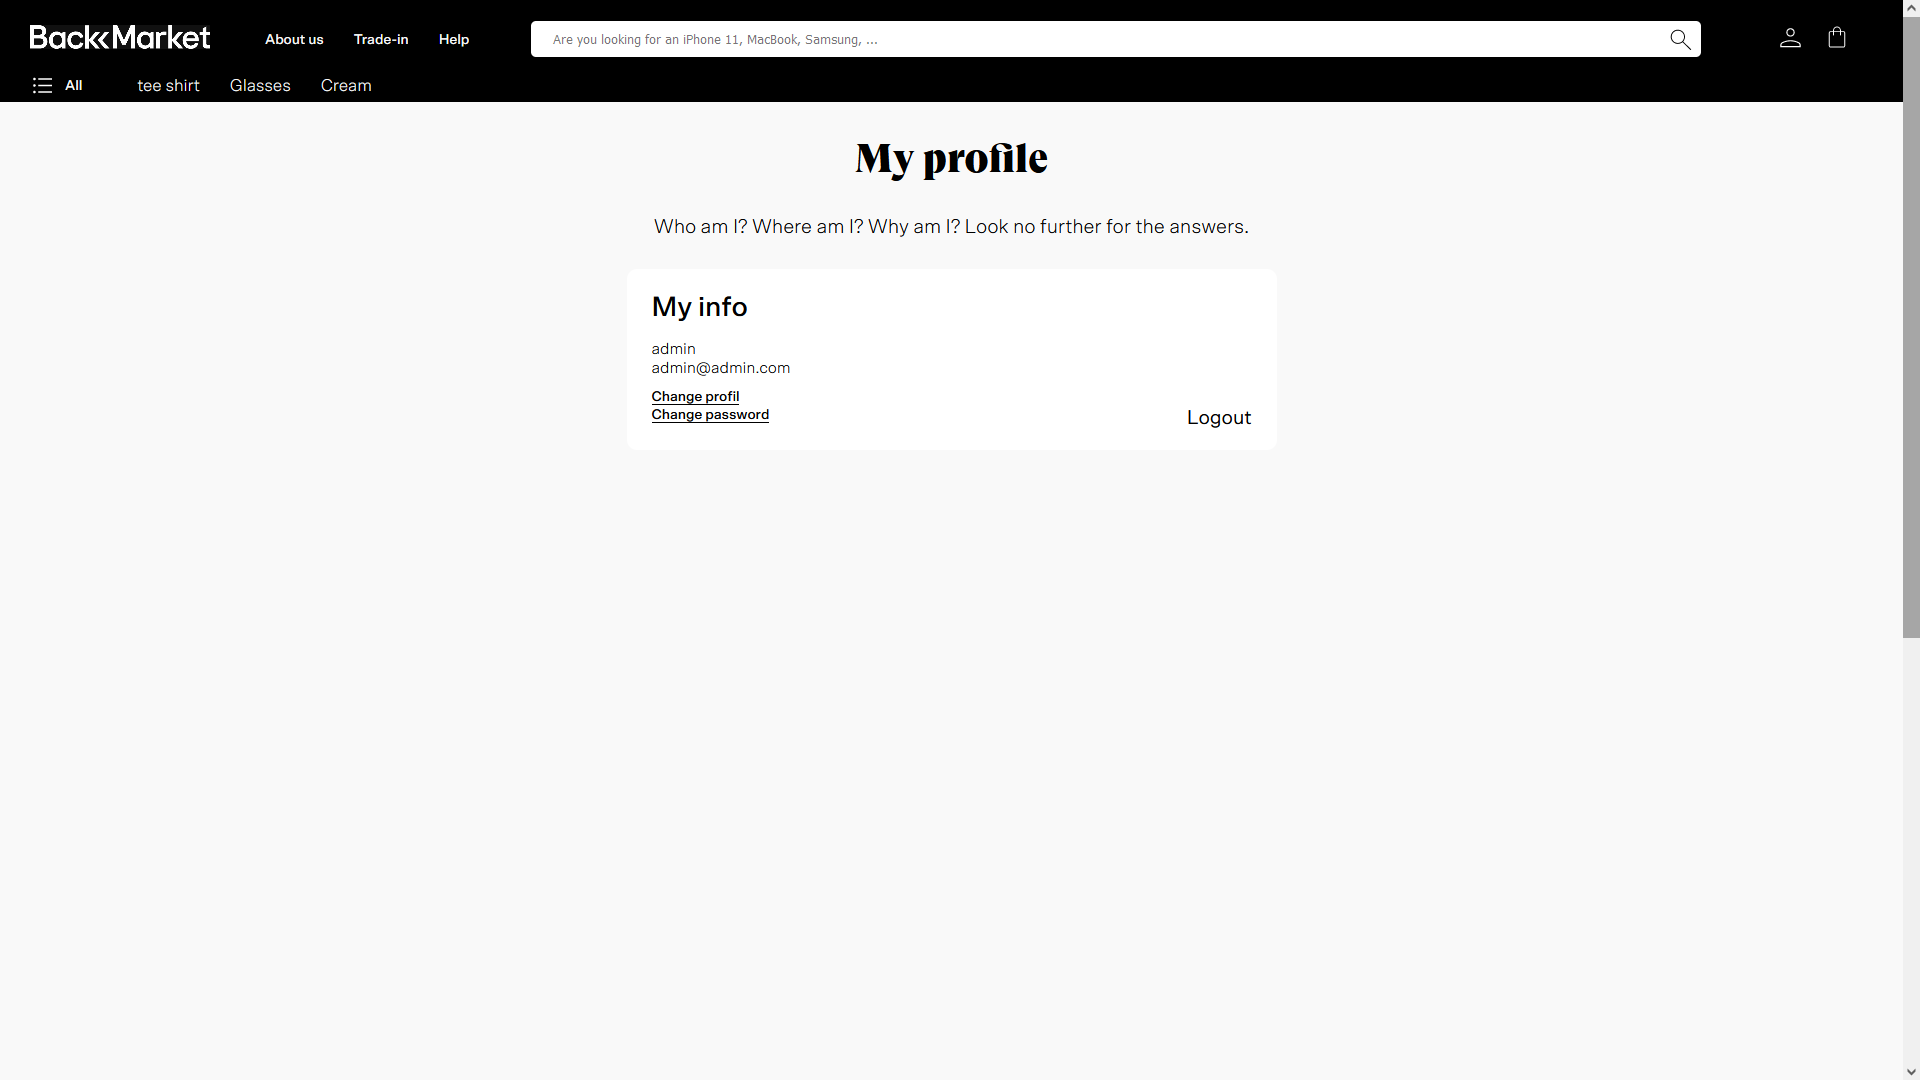 BackMarket
About us
Trade-in
Help
Are you looking for an iPhone 11, MacBook, Samsung, ...
All
tee shirt
Glasses
Cream
My profile
Who am I? Where am I? Why am I? Look no further for the answers.
My info
admin
admin@admin.com
Change profil
Change password
Logout